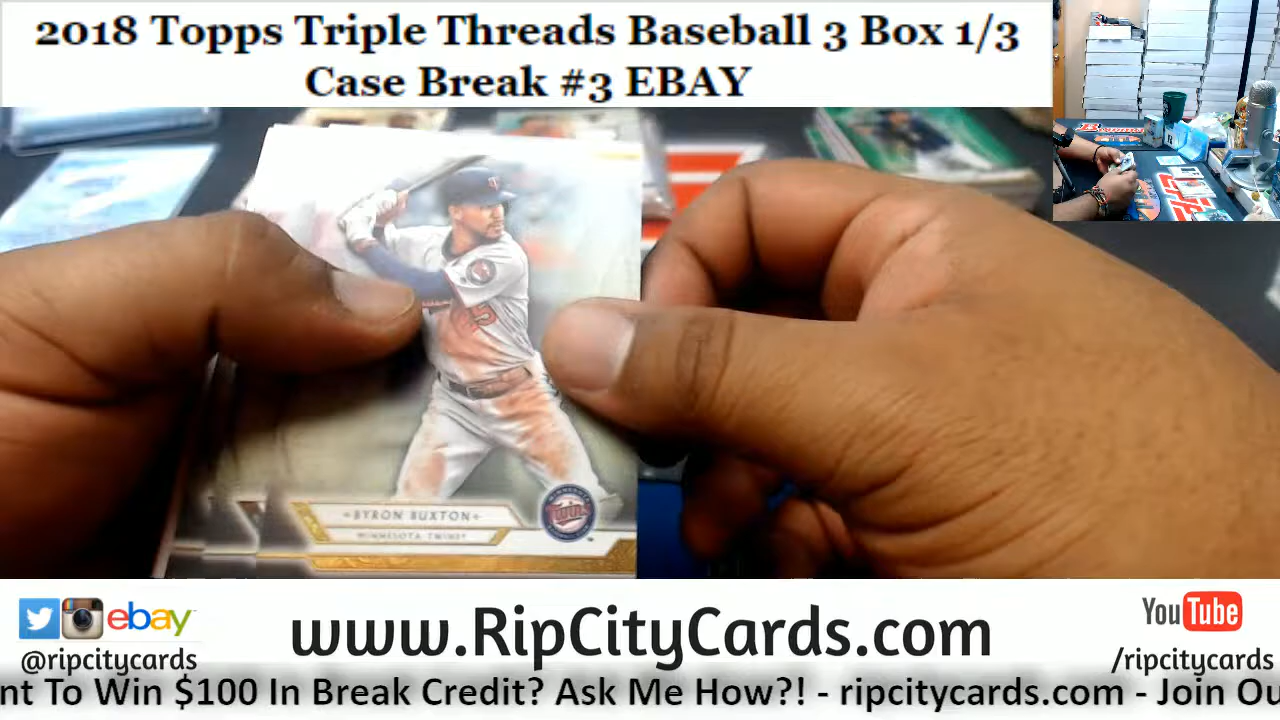 2018 Topps Triple Threads Baseball 3 Box 1/3
Case Break #3 EBAY
BYRON BUXTON
MINNESOTA TWINS
Twins
ebay
@ripcitycards
www.RipCityCards.com
YouTube
/ripcitycards
nt To Win $100 In Break Credit? Ask Me How?! - ripcitycards.com - Join Ou